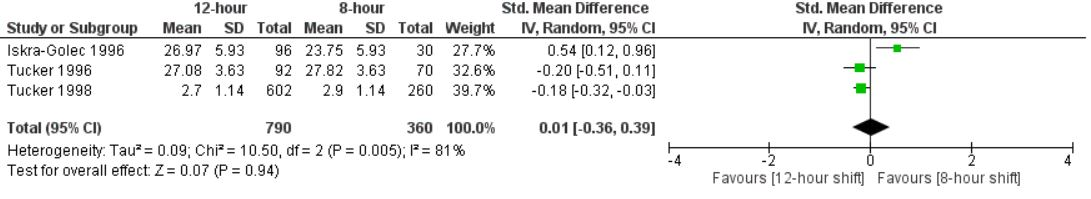 12-hour 8-hour Std. Mean Difference Std. Mean Difference
Study or Subgroup Mean SD Total Mean SD Total Weight IV, Random, 95% CI IV, Random, 95% CI
Iskra-Golec 1996 26.97 5.93 96 23.75 5.93 30 27.7% 0.54 [0.12, 0.96]
Tucker 1996 27.08 3.63 92 27.82 3.63 70 32.6% -0.20 [-0.51, 0.11]
Tucker 1998 2.7 1.14 602 2.9 1.14 260 39.7% -0.18 [-0.32, -0.03]
Total (95% CI) 790 360 100.0% 0.01 [-0.36, 0.39]
Heterogeneity: Tau² = 0.09; Chi² = 10.50, df = 2 (P = 0.005); I² = 81%
Test for overall effect: Z = 0.07 (P = 0.94)
-4 -2 0 2 4
Favours [12-hour shift] Favours [8-hour shift]